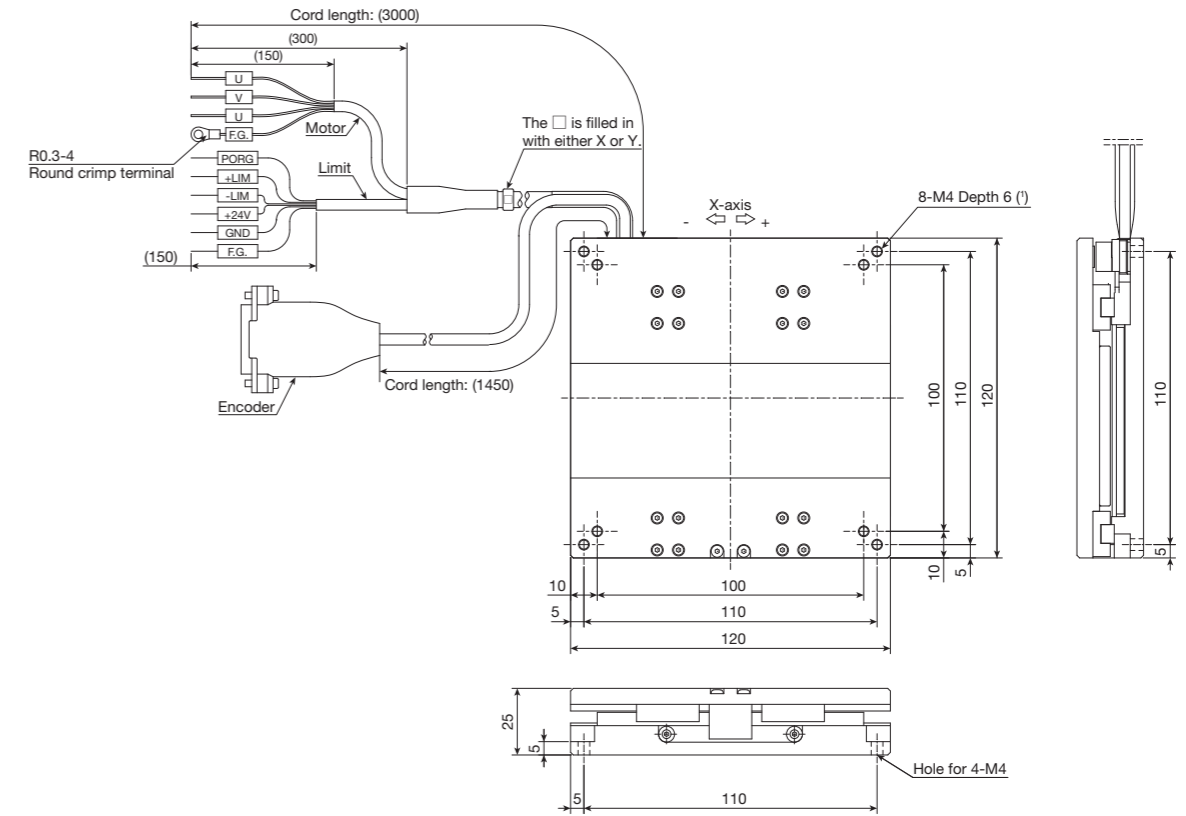 Cord length: (3000)
(300)
(150)
U
V
U
F.G.
Motor
R0.3-4
Round crimp terminal
The □ is filled in
with either X or Y.
PORG
+LIM
-LIM
+24V
GND
F.G.
Limit
(150)
Encoder
Cord length: (1450)
X-axis
- +
8-M4 Depth 6 (¹)
100
110
120
10
5
10
100
5
110
120
110
5
25
5
5
110
Hole for 4-M4